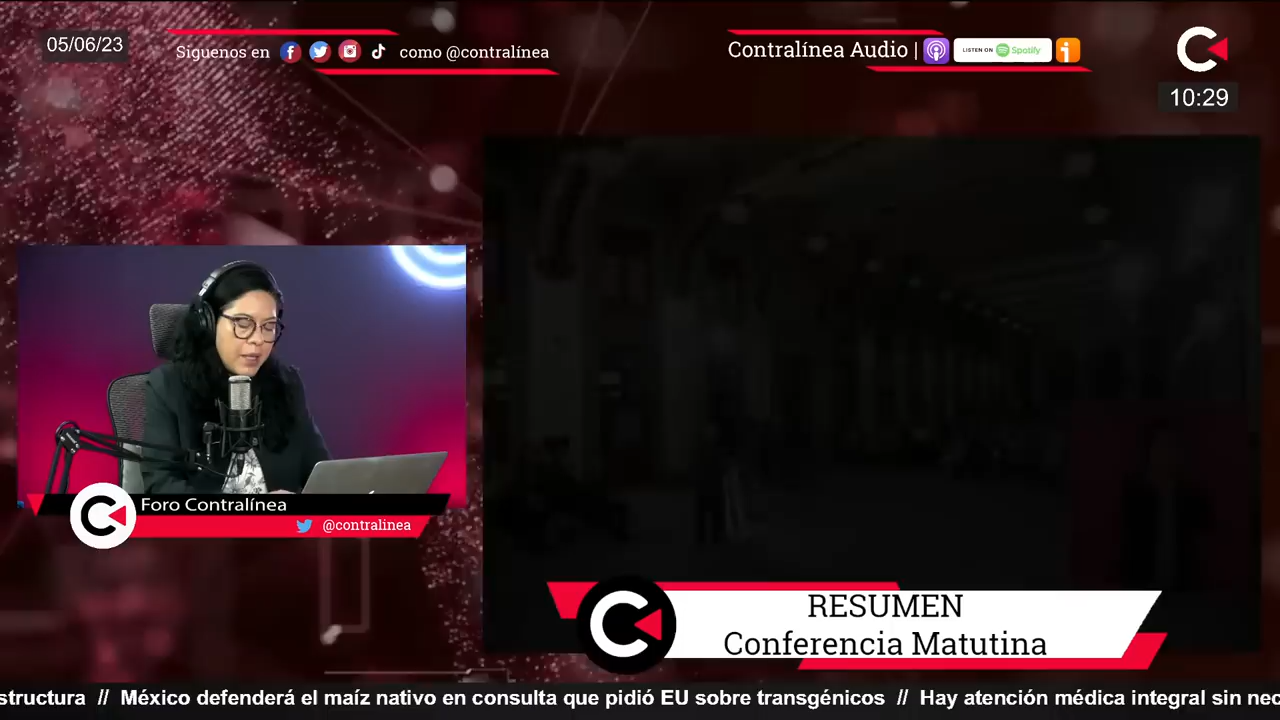 05/06/23
Siguenos en
como @contralínea
Contralínea Audio |
LISTEN ON
Spotify
10:29
Foro Contralínea
@contralinea
RESUMEN
Conferencia Matutina
structura // México defenderá el maíz nativo en consulta que pidió EU sobre transgénicos // Hay atención médica integral sin nec